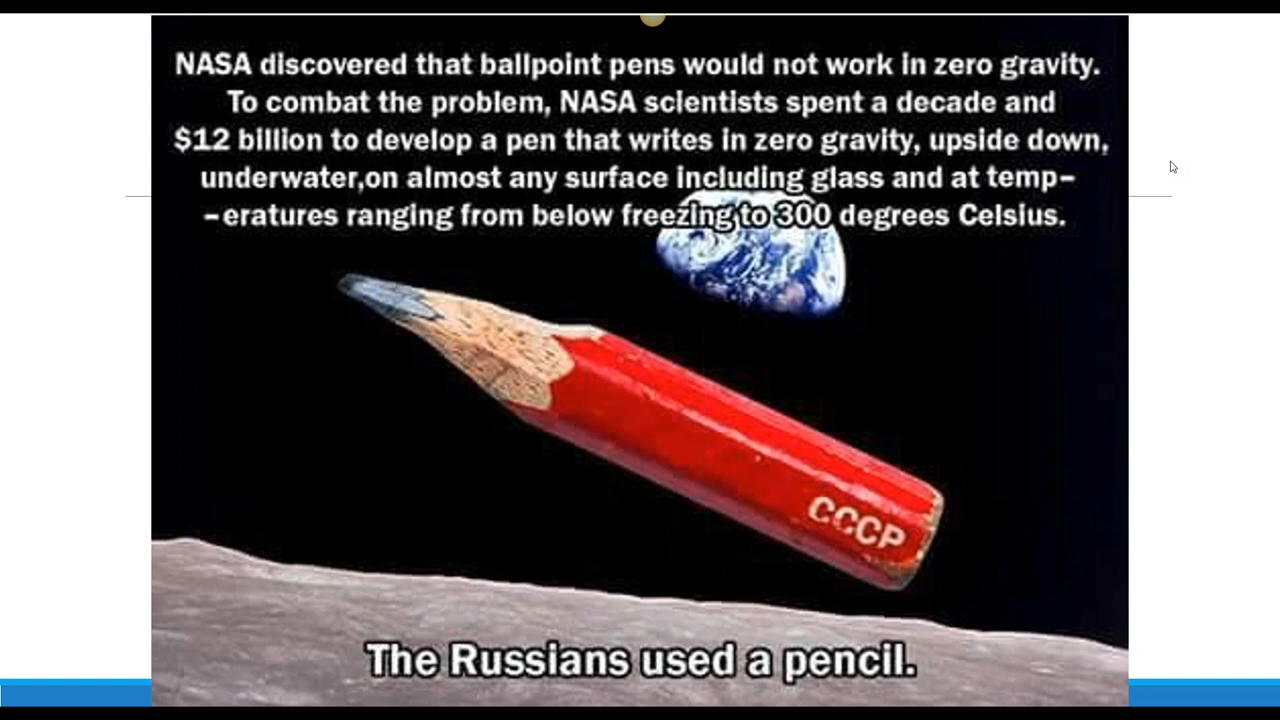 NASA discovered that ballpoint pens would not work in zero gravity.
To combat the problem, NASA scientists spent a decade and
$12 billion to develop a pen that writes in zero gravity, upside down,
underwater,on almost any surface including glass and at temp-
-eratures ranging from below freezing to 300 degrees Celsius.
СССР
The Russians used a pencil.